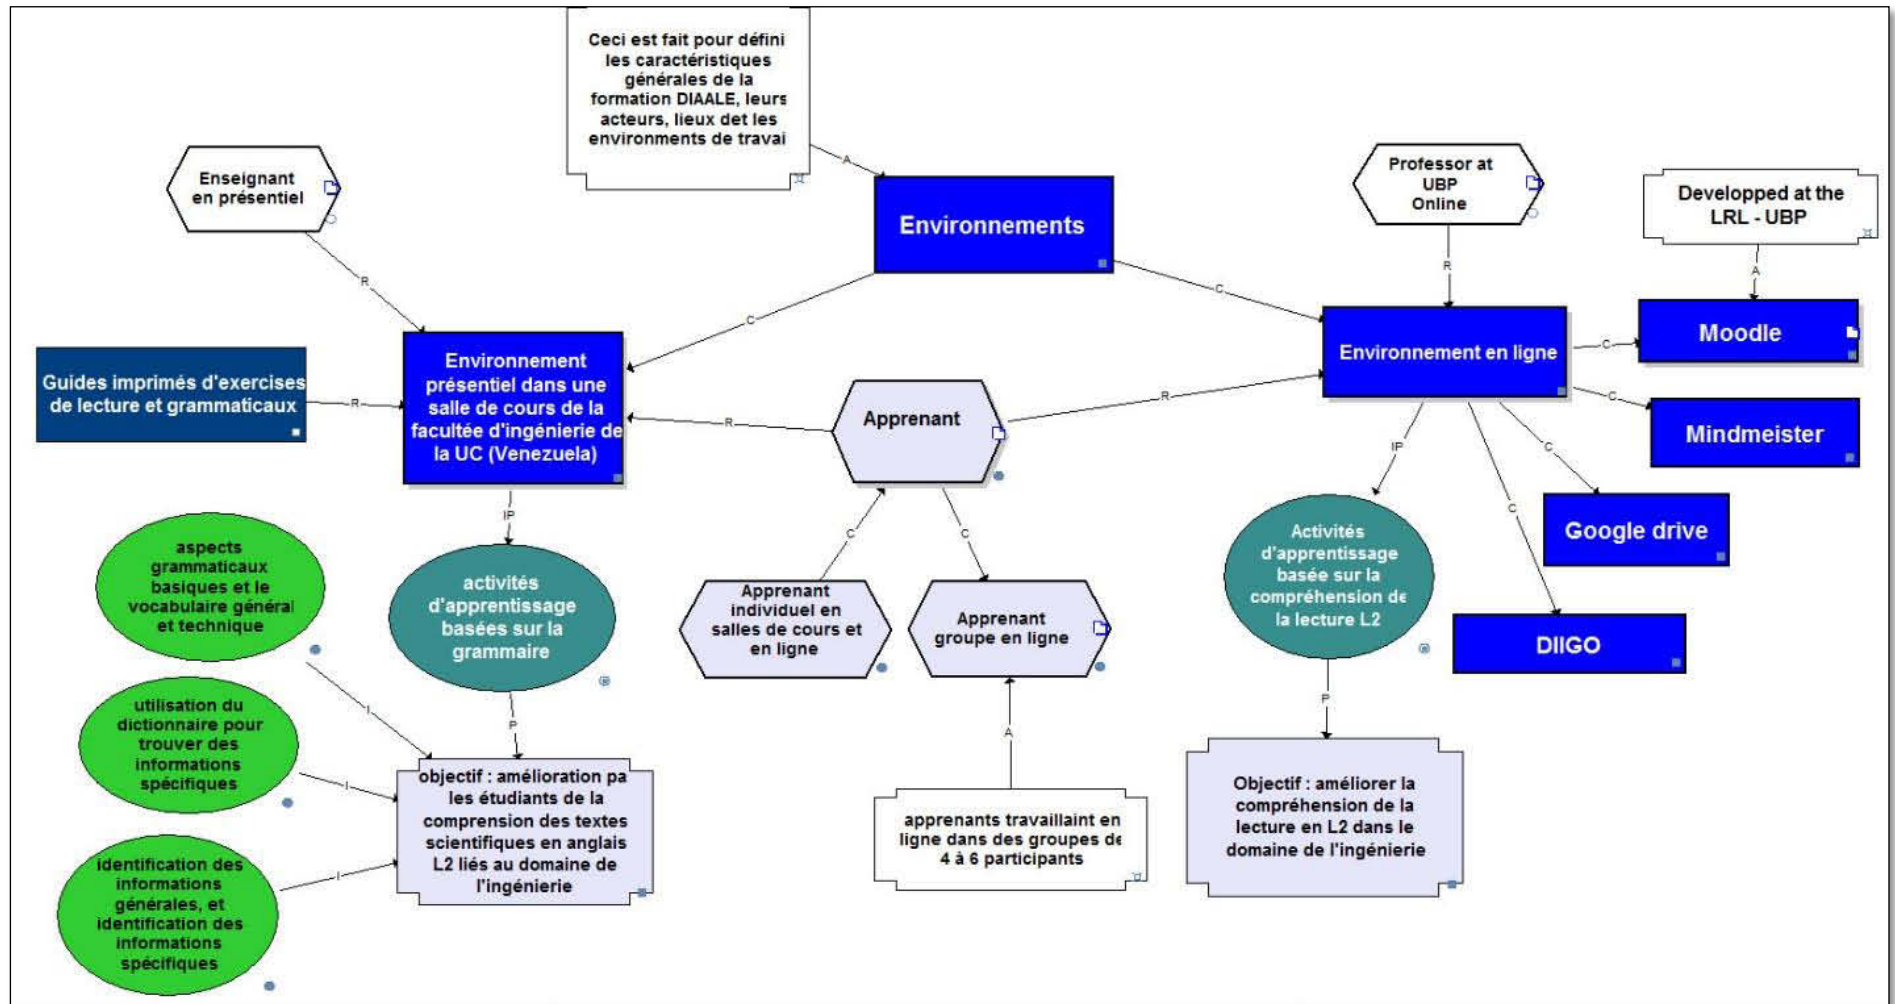 Ceci est fait pour défini
les caractéristiques
générales de la
formation DIAALE, leurs
acteurs, lieux det les
environments de travai
A
Enseignant
en présentiel
R
Environnements
C
C
Professor at
UBP
Online
R
Developped at the
LRL - UBP
A
Guides imprimés d'exercises
de lecture et grammaticaux
R
Environnement
présentiel dans une
salle de cours de la
facultée d'ingénierie de
la UC (Venezuela)
R
Apprenant
R
Environnement en ligne
C
Moodle
C
Mindmeister
C
Google drive
C
DIIGO
IP
IP
C
C
aspects
grammaticaux
basiques et le
vocabulaire général
et technique
I
activités
d'apprentissage
basées sur la
grammaire
P
Apprenant
individuel en
salles de cours et
en ligne
Apprenant
groupe en ligne
A
Activités
d'apprentissage
basée sur la
compréhension de
la lecture L2
P
utilisation du
dictionnaire pour
trouver des
informations
spécifiques
I
objectif : amélioration pa
les étudiants de la
comprension des textes
scientifiques en anglais
L2 liés au domaine de
l'ingénierie
apprenants travaillaint en
ligne dans des groupes de
4 à 6 participants
Objectif : améliorer la
compréhension de la
lecture en L2 dans le
domaine de l'ingénierie
identification des
informations
générales, et
identification des
informations
spécifiques
I